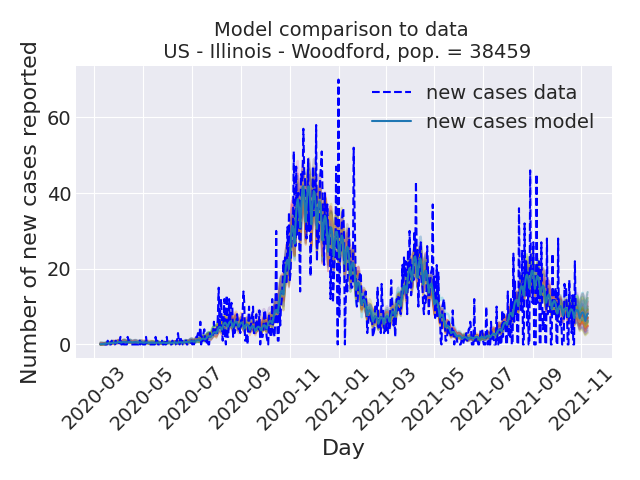 Model comparison to data
US - Illinois - Woodford, pop. = 38459
Number of new cases reported
60
40
20
0
new cases data
new cases model
2020-03
2020-05
2020-07
2020-09
2020-11
2021-01
2021-03
2021-05
2021-07
2021-09
2021-11
Day